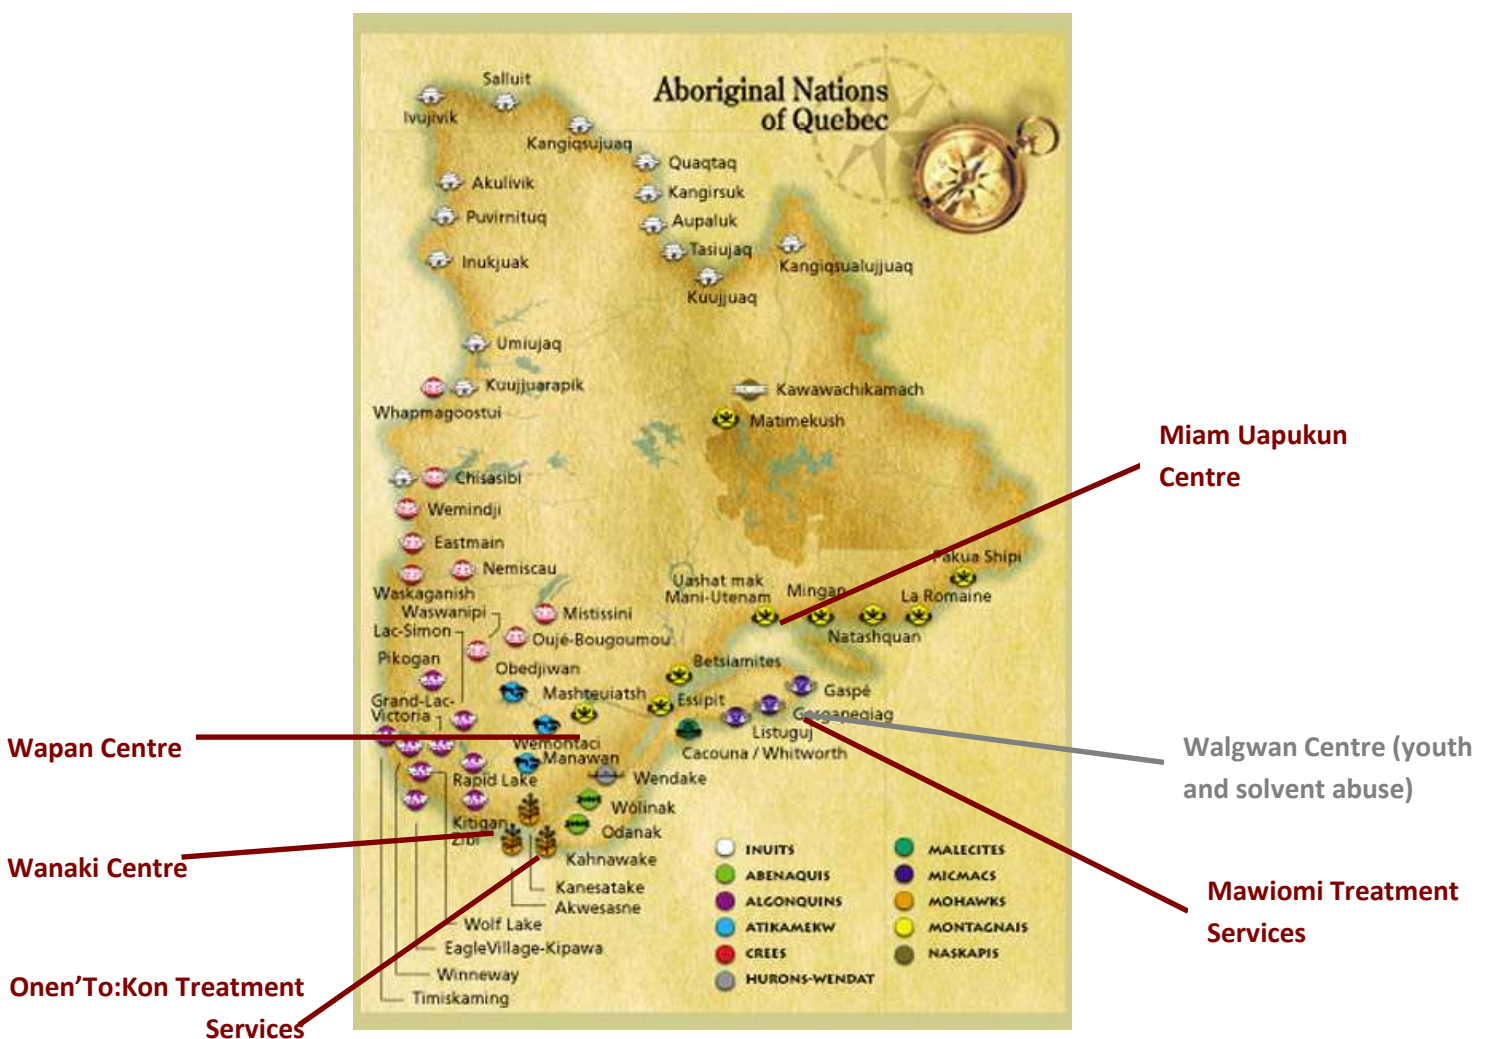 Aboriginal Nations
of Quebec
Salluit
Ivujivik
Kangiqsujuaq
Quaqtaq
Akulivik
Kangirsuk
Puvirnituq
Aupaluk
Tasiujaq
Inukjuak
Kangiqsualujjuaq
Kuujjuaq
Umiujaq
Kuujjuarapik
Kawawachikamach
Whapmagoostui
Matimekush
Miam Uapukun
Centre
Chisasibi
Wemindji
Eastmain
Nemiscau
Pakua Shipi
Uashat mak
Mani-Utenam
Mingan
La Romaine
Waskaganish
Waswanipi
Mistissini
Lac-Simon
Oujé-Bougoumou
Natashquan
Pikogan
Obedjiwan
Betsiamites
Mashteuiatsh
Essipit
Gaspé
Grand-Lac-
Victoria
Gesgapegiag
Listuguj
Wapan Centre
Wemontaci
Manawan
Cacouna / Whitworth
Walgwan Centre (youth
and solvent abuse)
Rapid Lake
Wendake
Wôlinak
Kitigan
Zibi
Odanak
Wanaki Centre
Kahnawake
Kanesatake
Akwesasne
Wolf Lake
EagleVillage-Kipawa
Winneway
Timiskaming
INUITS
ABENAQUIS
ALGONQUINS
ATIKAMEKW
CREES
HURONS-WENDAT
MALECITES
MICMACS
MOHAWKS
MONTAGNAIS
NASKAPIS
Mawiomi Treatment
Services
Onen’To:Kon Treatment
Services